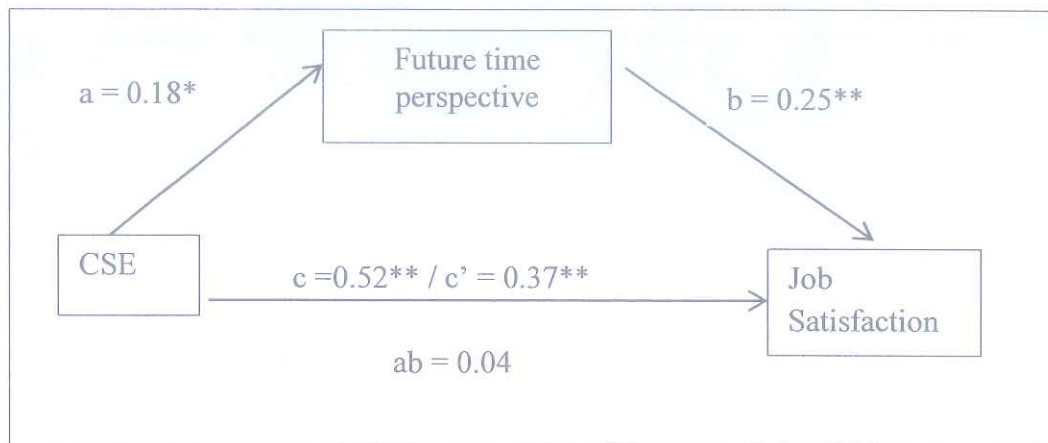 Future time
perspective
a = 0.18*
b = 0.25**
CSE
c =0.52** / c’ = 0.37**
Job
Satisfaction
ab = 0.04